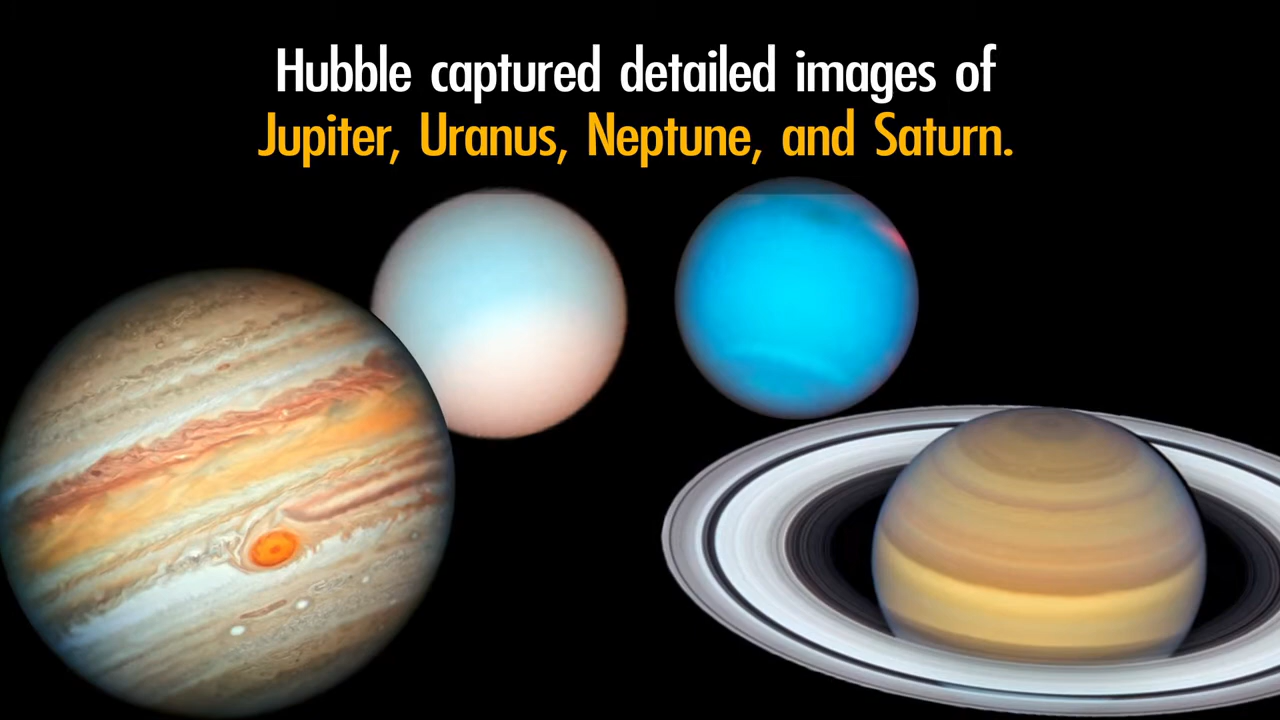 Hubble captured detailed images of
Jupiter, Uranus, Neptune, and Saturn.